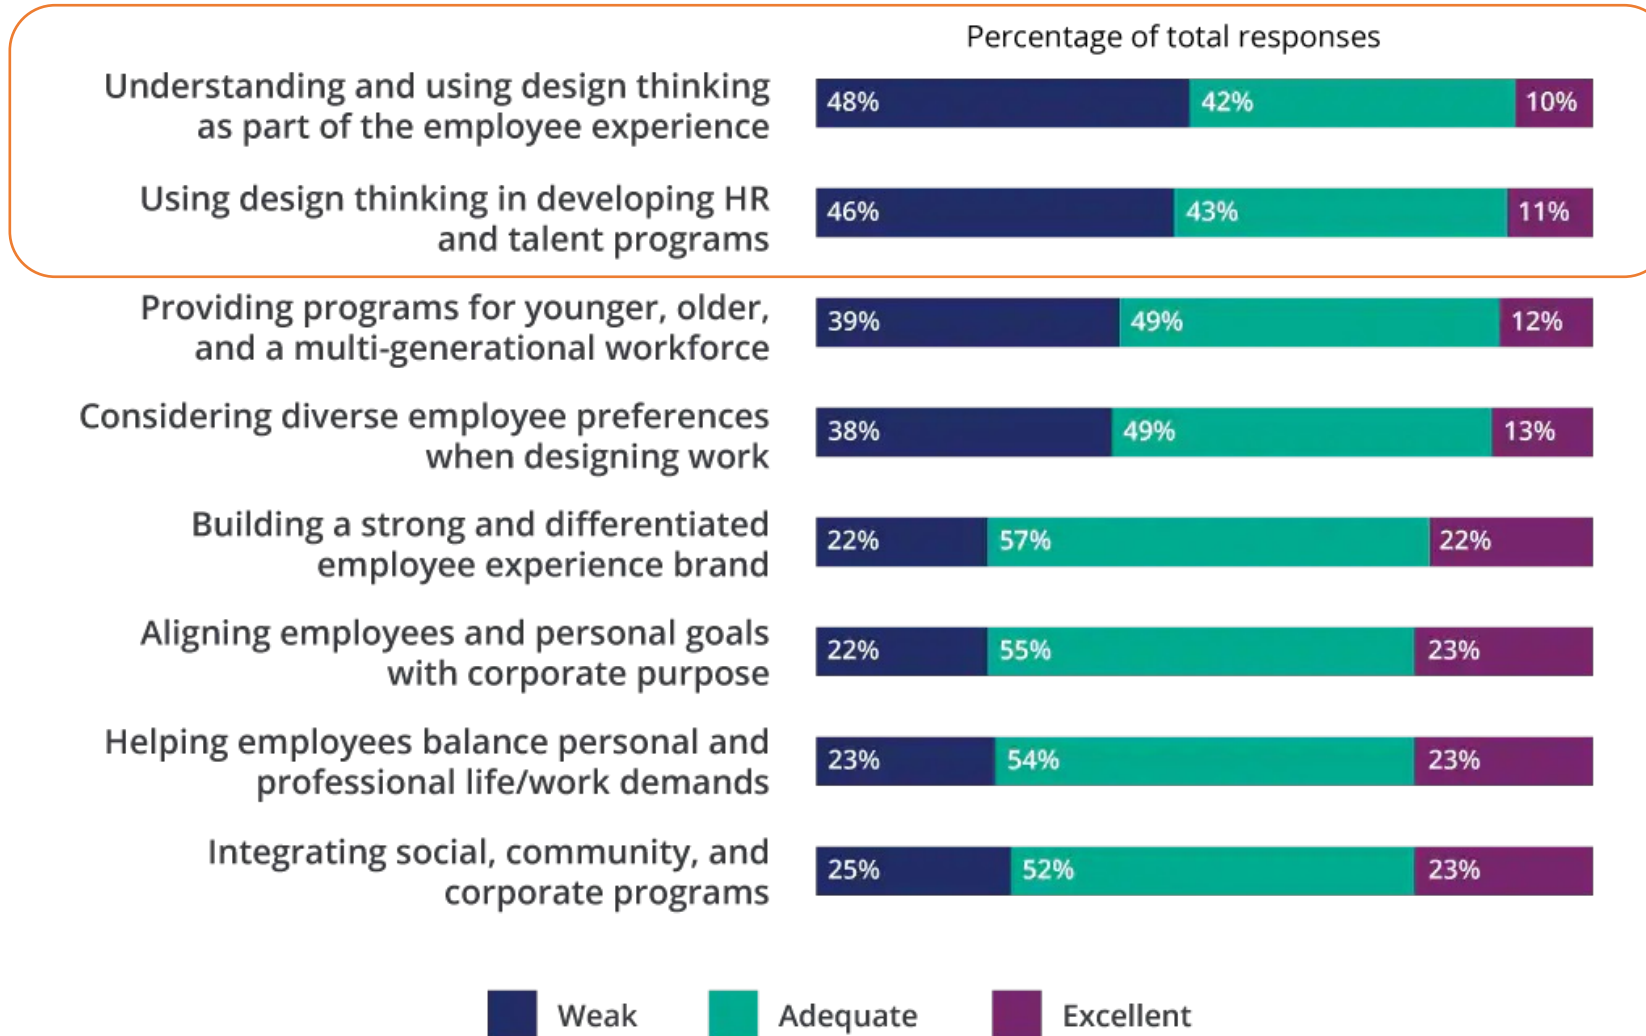 Percentage of total responses
Understanding and using design thinking
as part of the employee experience
48% 42% 10%
Using design thinking in developing HR
and talent programs
46% 43% 11%
Providing programs for younger, older,
and a multi-generational workforce
39% 49% 12%
Considering diverse employee preferences
when designing work
38% 49% 13%
Building a strong and differentiated
employee experience brand
22% 57% 22%
Aligning employees and personal goals
with corporate purpose
22% 55% 23%
Helping employees balance personal and
professional life/work demands
23% 54% 23%
Integrating social, community, and
corporate programs
25% 52% 23%
Weak Adequate Excellent